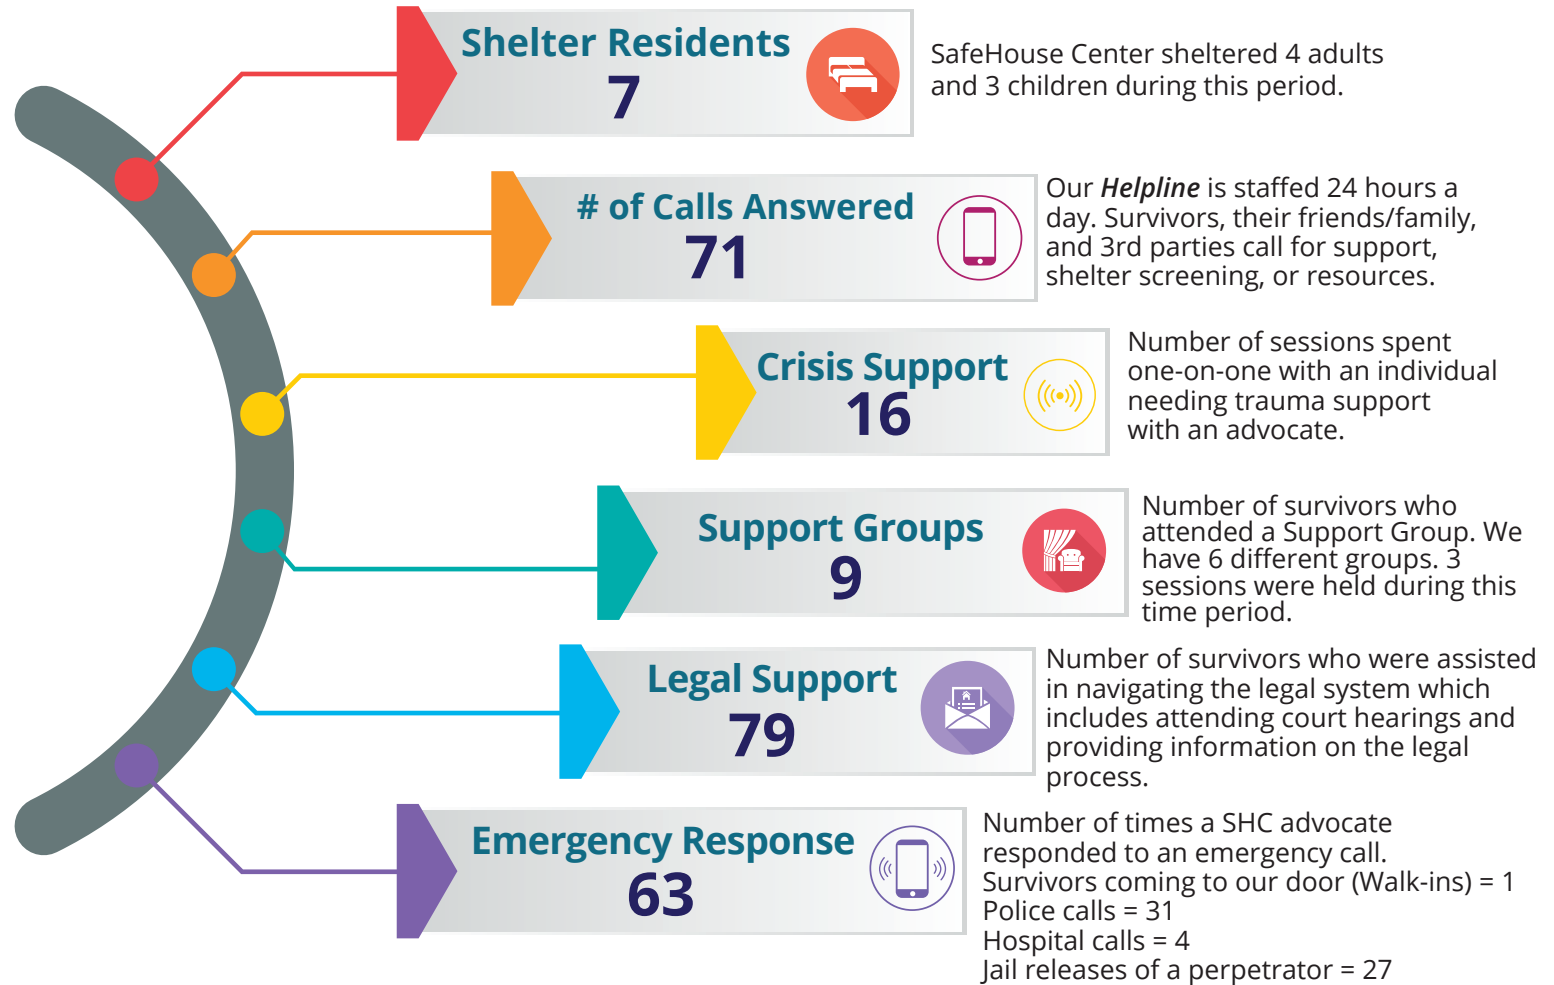 Shelter Residents
7
SafeHouse Center sheltered 4 adults
and 3 children during this period.
# of Calls Answered
71
Our Helpline is staffed 24 hours a
day. Survivors, their friends/family,
and 3rd parties call for support,
shelter screening, or resources.
Crisis Support
16
Number of sessions spent
one-on-one with an individual
needing trauma support
with an advocate.
Support Groups
9
Number of survivors who
attended a Support Group. We
have 6 different groups. 3
sessions were held during this
time period.
Legal Support
79
Number of survivors who were assisted
in navigating the legal system which
includes attending court hearings and
providing information on the legal
process.
Emergency Response
63
Number of times a SHC advocate
responded to an emergency call.
Survivors coming to our door (Walk-ins) = 1
Police calls = 31
Hospital calls = 4
Jail releases of a perpetrator = 27